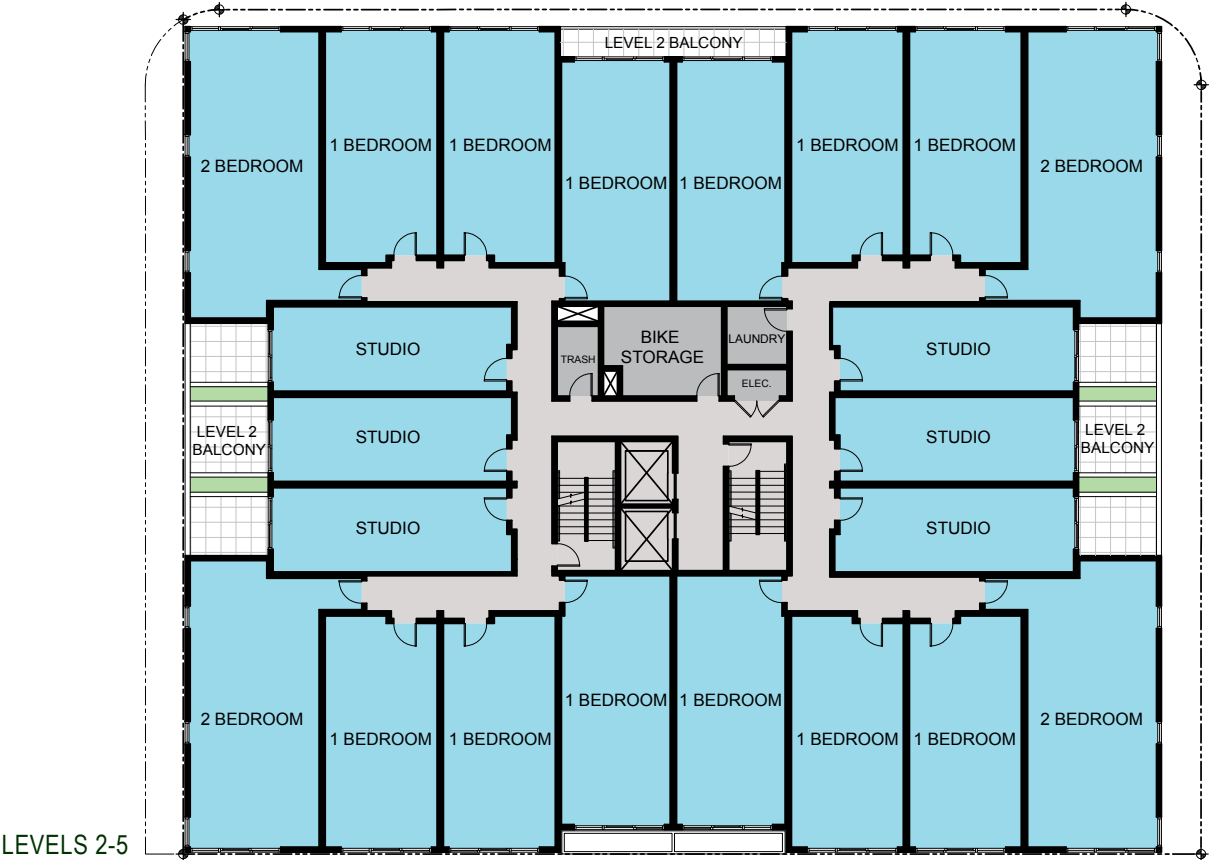 LEVEL 2 BALCONY
1 BEDROOM
1 BEDROOM
1 BEDROOM
1 BEDROOM
2 BEDROOM
2 BEDROOM
1 BEDROOM
1 BEDROOM
STUDIO
TRASH
BIKE
STORAGE
LAUNDRY
STUDIO
ELEC.
LEVEL 2
BALCONY
STUDIO
STUDIO
LEVEL 2
BALCONY
STUDIO
STUDIO
1 BEDROOM
1 BEDROOM
2 BEDROOM
2 BEDROOM
1 BEDROOM
1 BEDROOM
1 BEDROOM
1 BEDROOM
LEVELS 2-5